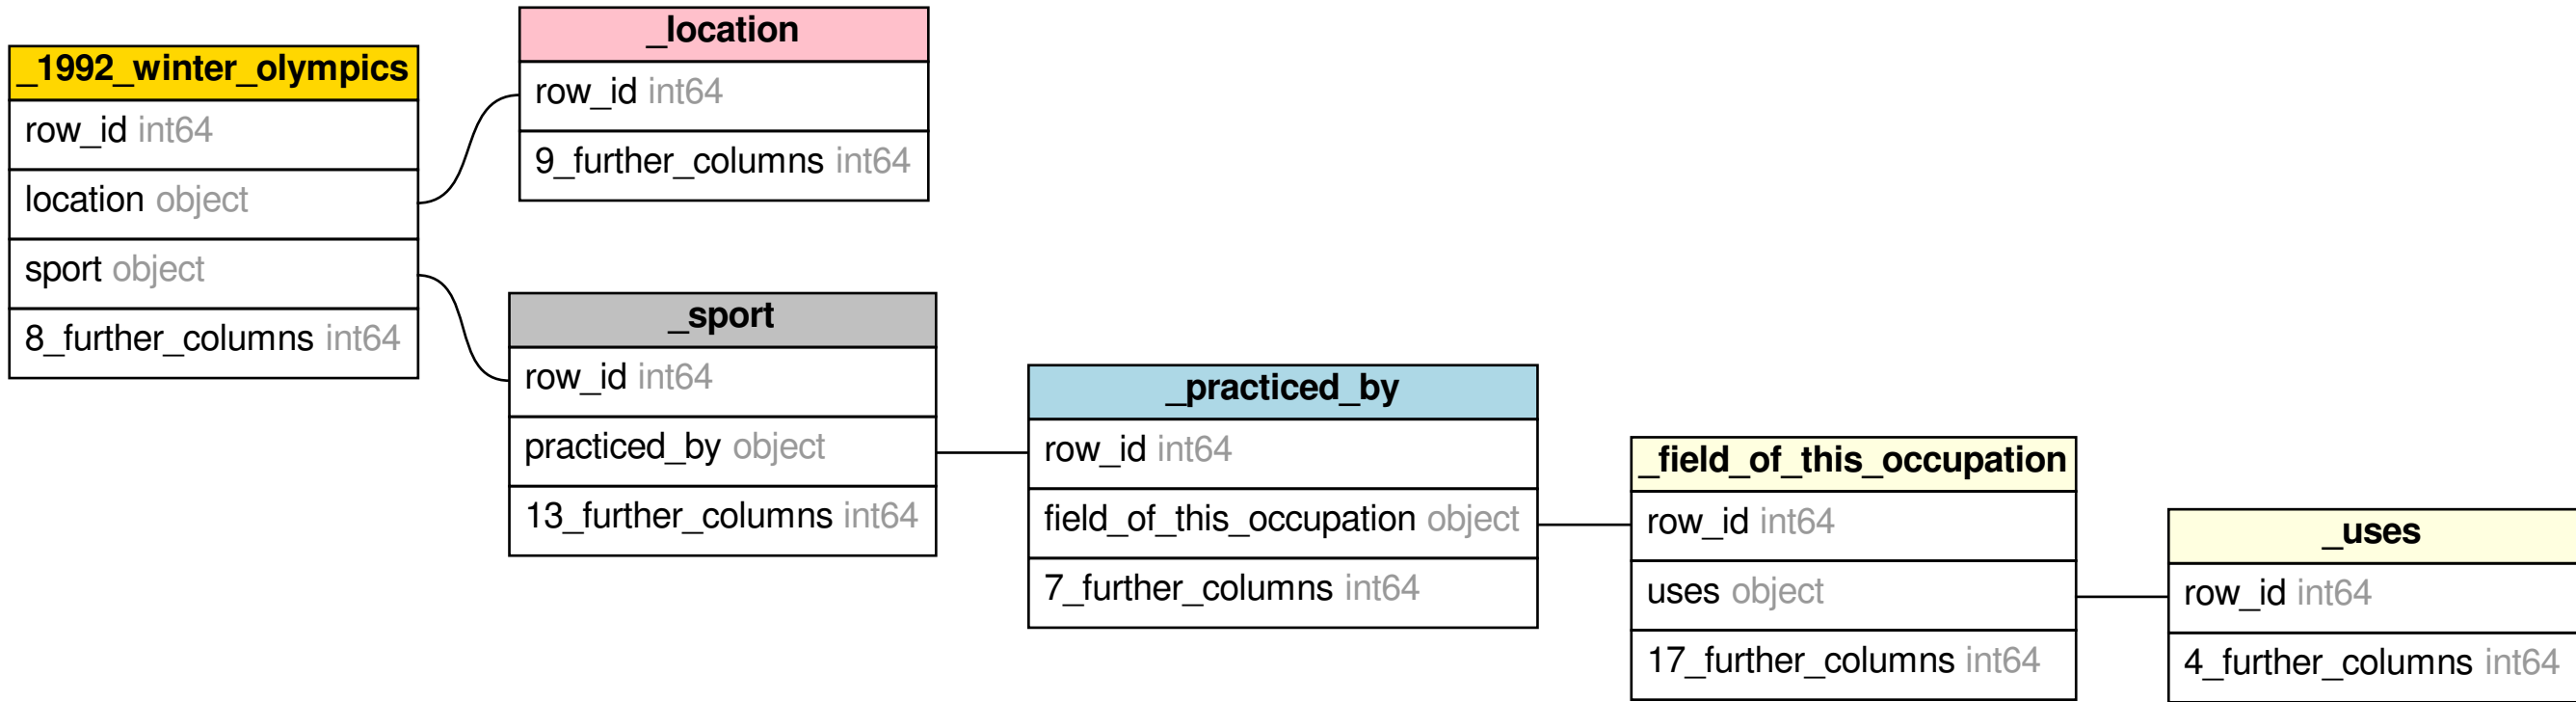 _1992_winter_olympics
row_id int64
location object
sport object
8_further_columns int64
_location
row_id int64
9_further_columns int64
_sport
row_id int64
practiced_by object
13_further_columns int64
_practiced_by
row_id int64
field_of_this_occupation object
7_further_columns int64
_field_of_this_occupation
row_id int64
uses object
17_further_columns int64
_uses
row_id int64
4_further_columns int64